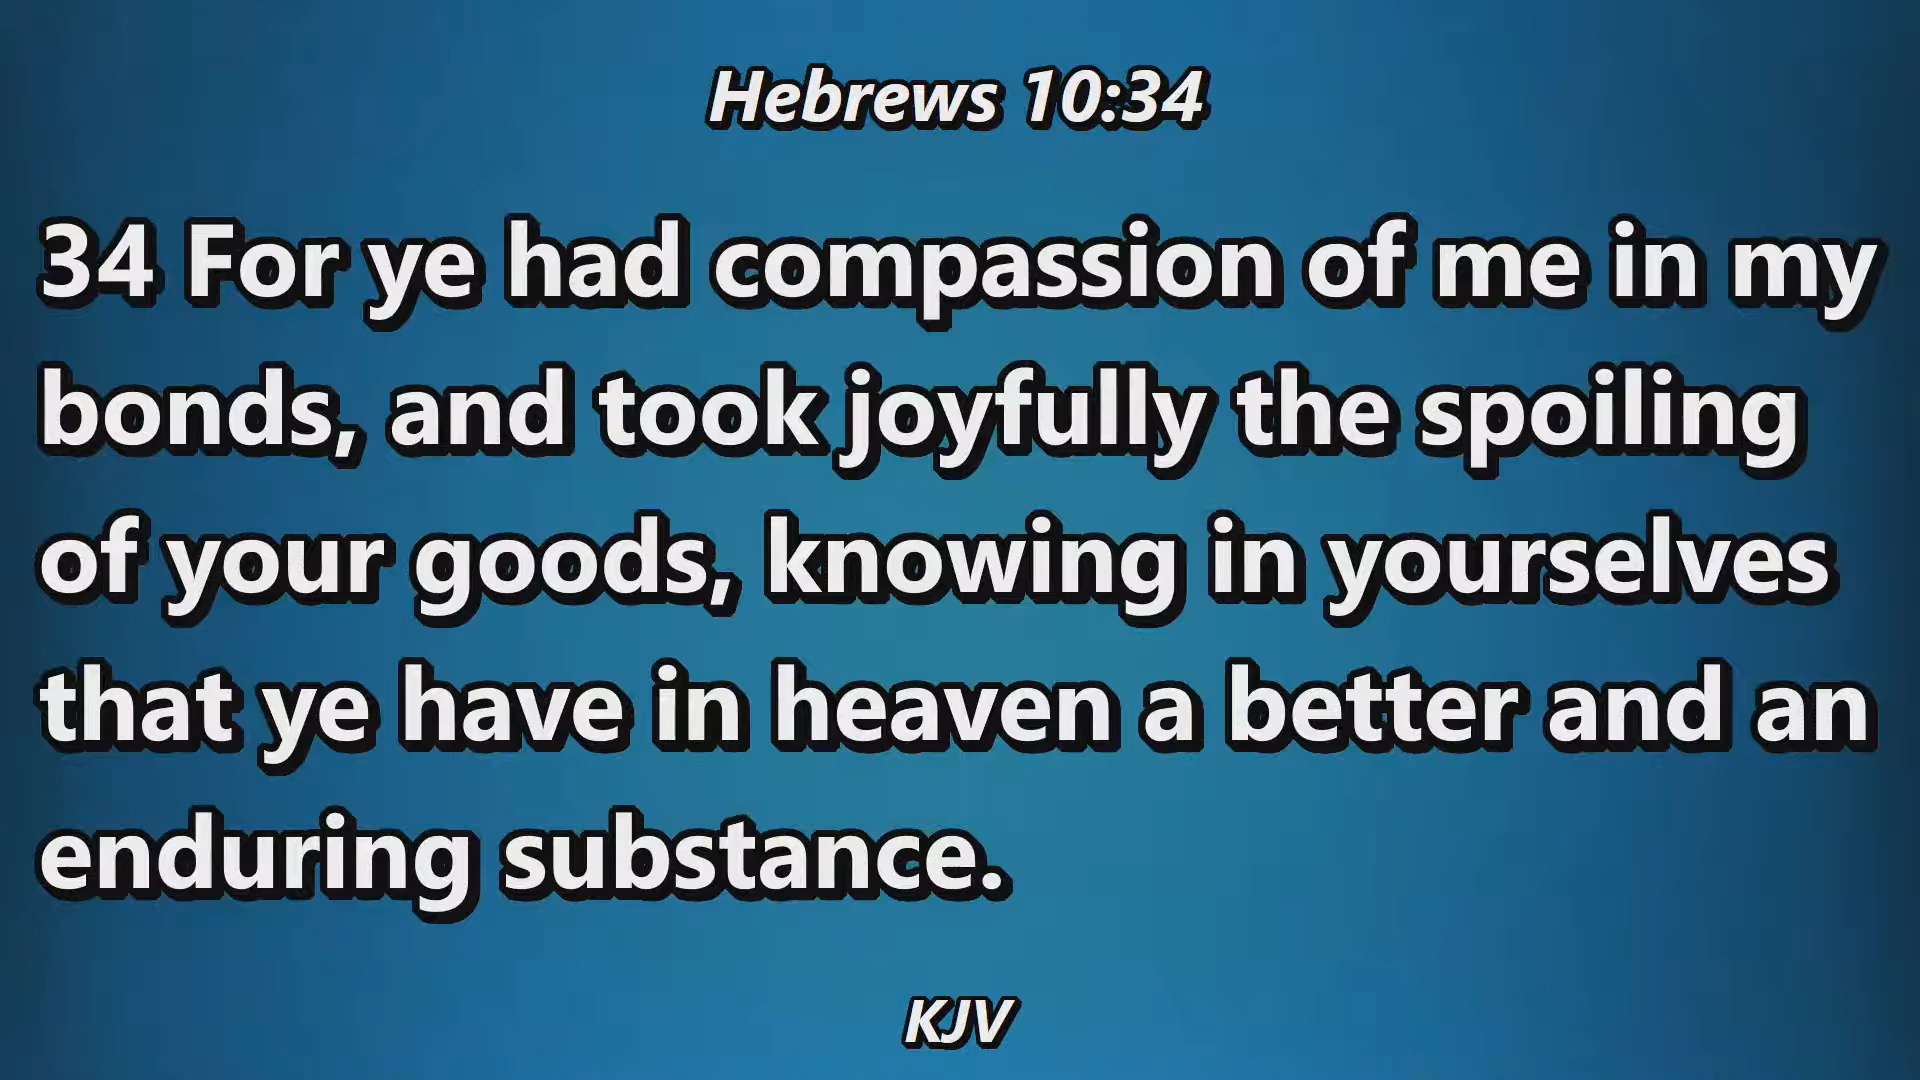 Hebrews 10:34
34 For ye had compassion of me in my
bonds, and took joyfully the spoiling
of your goods, knowing in yourselves
that ye have in heaven a better and an
enduring substance.
KJV